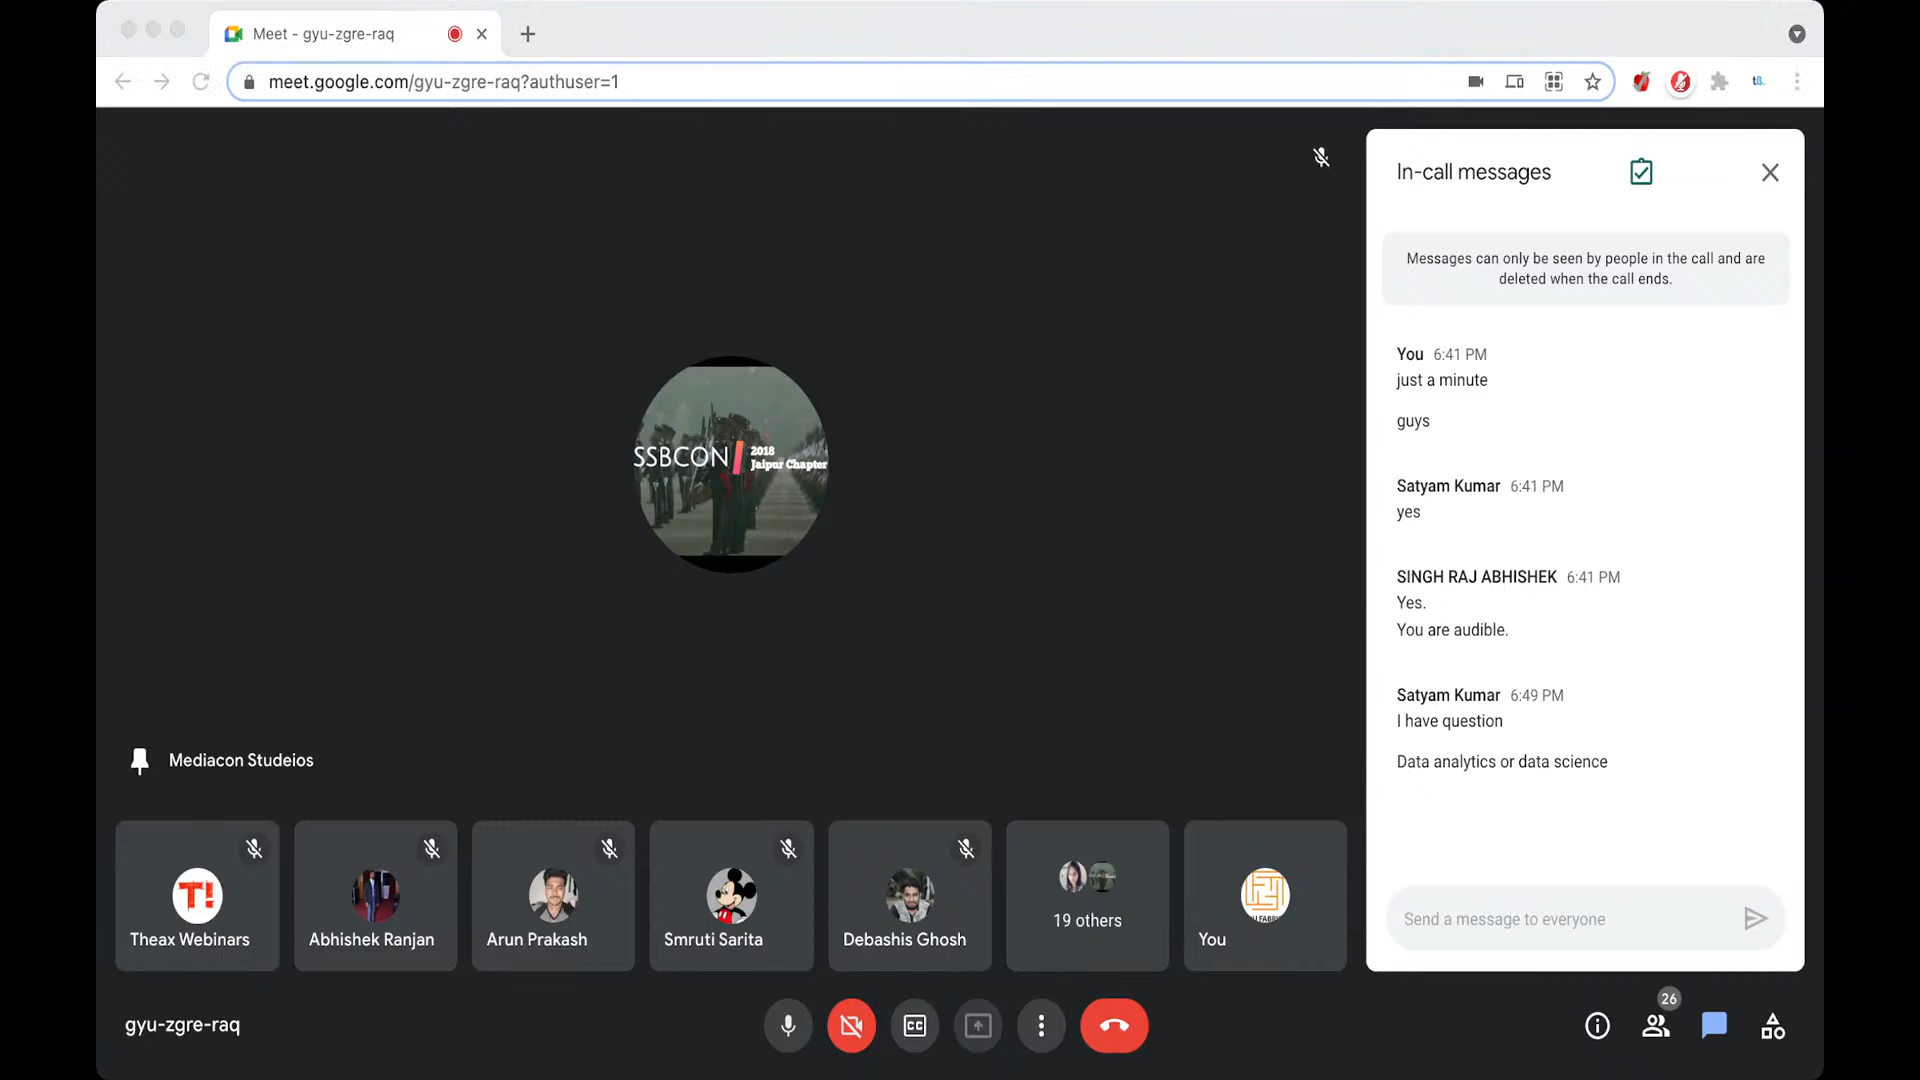 Meet - gyu-zgre-raq
meet.google.com/gyu-zgre-raq?authuser=1
tß.
In-call messages
Messages can only be seen by people in the call and are
deleted when the call ends.
You 6:41 PM
just a minute
guys
Satyam Kumar 6:41 PM
yes
SINGH RAJ ABHISHEK 6:41 PM
Yes.
You are audible.
Satyam Kumar 6:49 PM
I have question
Data analytics or data science
Send a message to everyone
SSBCON
2018
Jaipur Chapter
Mediacon Studeios
T!
Theax Webinars
Abhishek Ranjan
Arun Prakash
Smruti Sarita
Debashis Ghosh
19 others
You
gyu-zgre-raq
CC
26